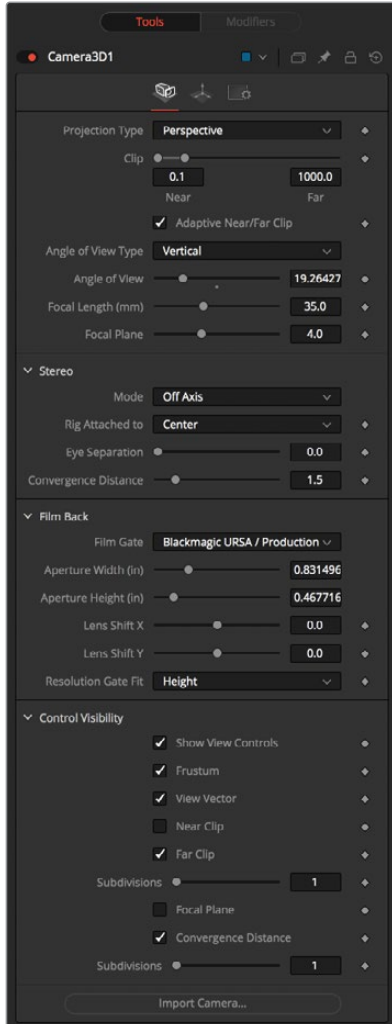 Tools Modifiers
Camera3D1
Projection Type Perspective
Clip
0.1 1000.0
Near Far
Adaptive Near/Far Clip
Angle of View Type Vertical
Angle of View 19.26427
Focal Length (mm) 35.0
Focal Plane 4.0
Stereo
Mode Off Axis
Rig Attached to Center
Eye Separation 0.0
Convergence Distance 1.5
Film Back
Film Gate Blackmagic URSA / Production
Aperture Width (in) 0.831496
Aperture Height (in) 0.467716
Lens Shift X 0.0
Lens Shift Y 0.0
Resolution Gate Fit Height
Control Visibility
Show View Controls
Frustum
View Vector
Near Clip
Far Clip
Subdivisions 1
Focal Plane
Convergence Distance
Subdivisions 1
Import Camera...